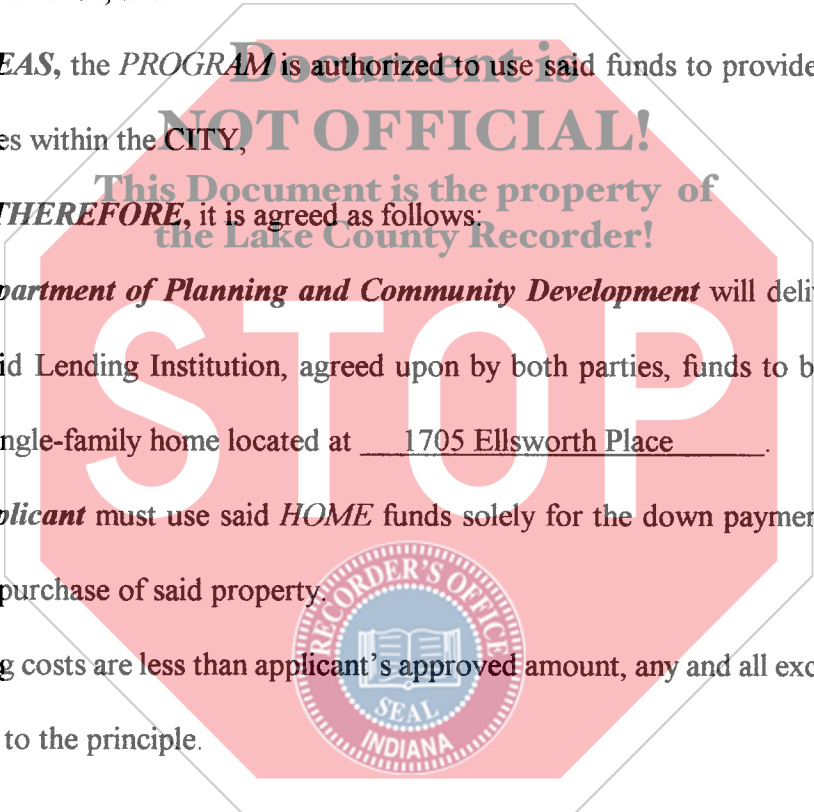 EAS, the PROGRAM is authorized to use said funds to provide
Document is
NOT OFFICIAL!
es within the CITY,
This Document is the property of
THEREFORE, it is agreed as follows:
the Lake County Recorder!
partment of Planning and Community Development will deli
STOP
id Lending Institution, agreed upon by both parties, funds to b
ngle-family home located at 1705 Ellsworth Place.
plicant must use said HOME funds solely for the down paymen
purchase of said property.
RECORDER'S OFFICE
g costs are less than applicant's approved amount, any and all exc
SEAL
INDIANA
to the principle.